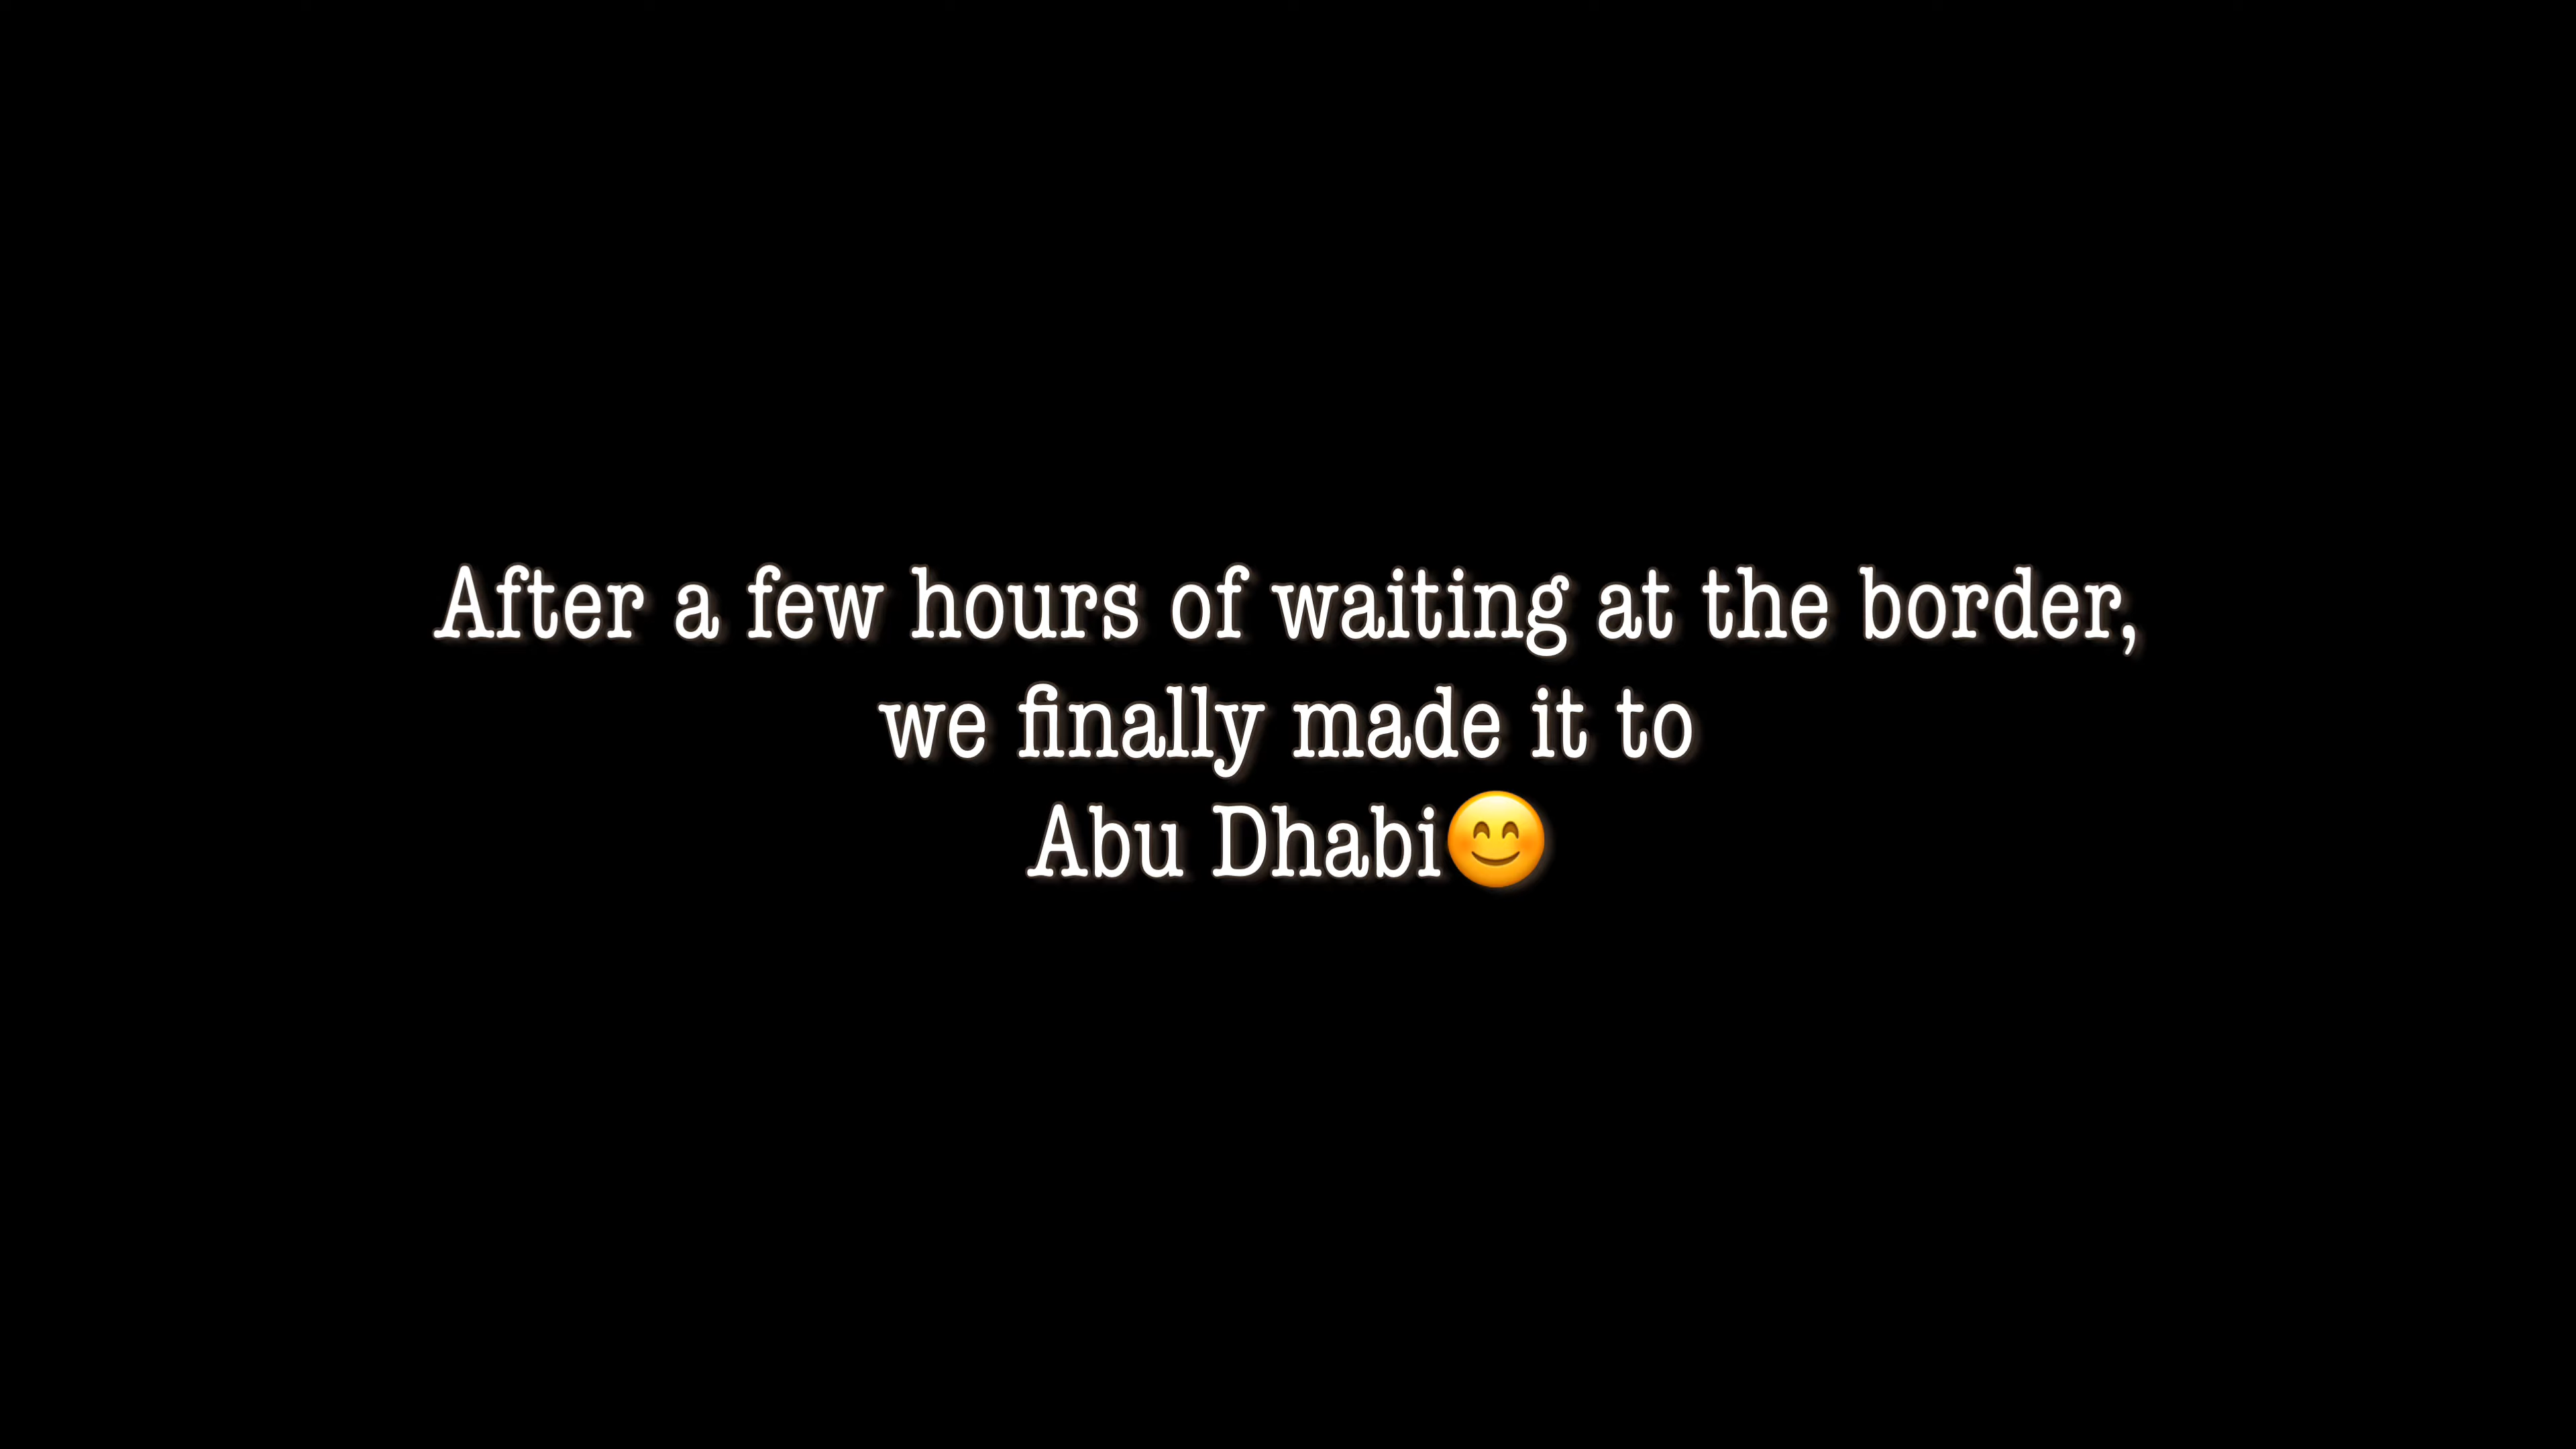 After a few hours of waiting at the border,
we finally made it to
Abu Dhabi😊